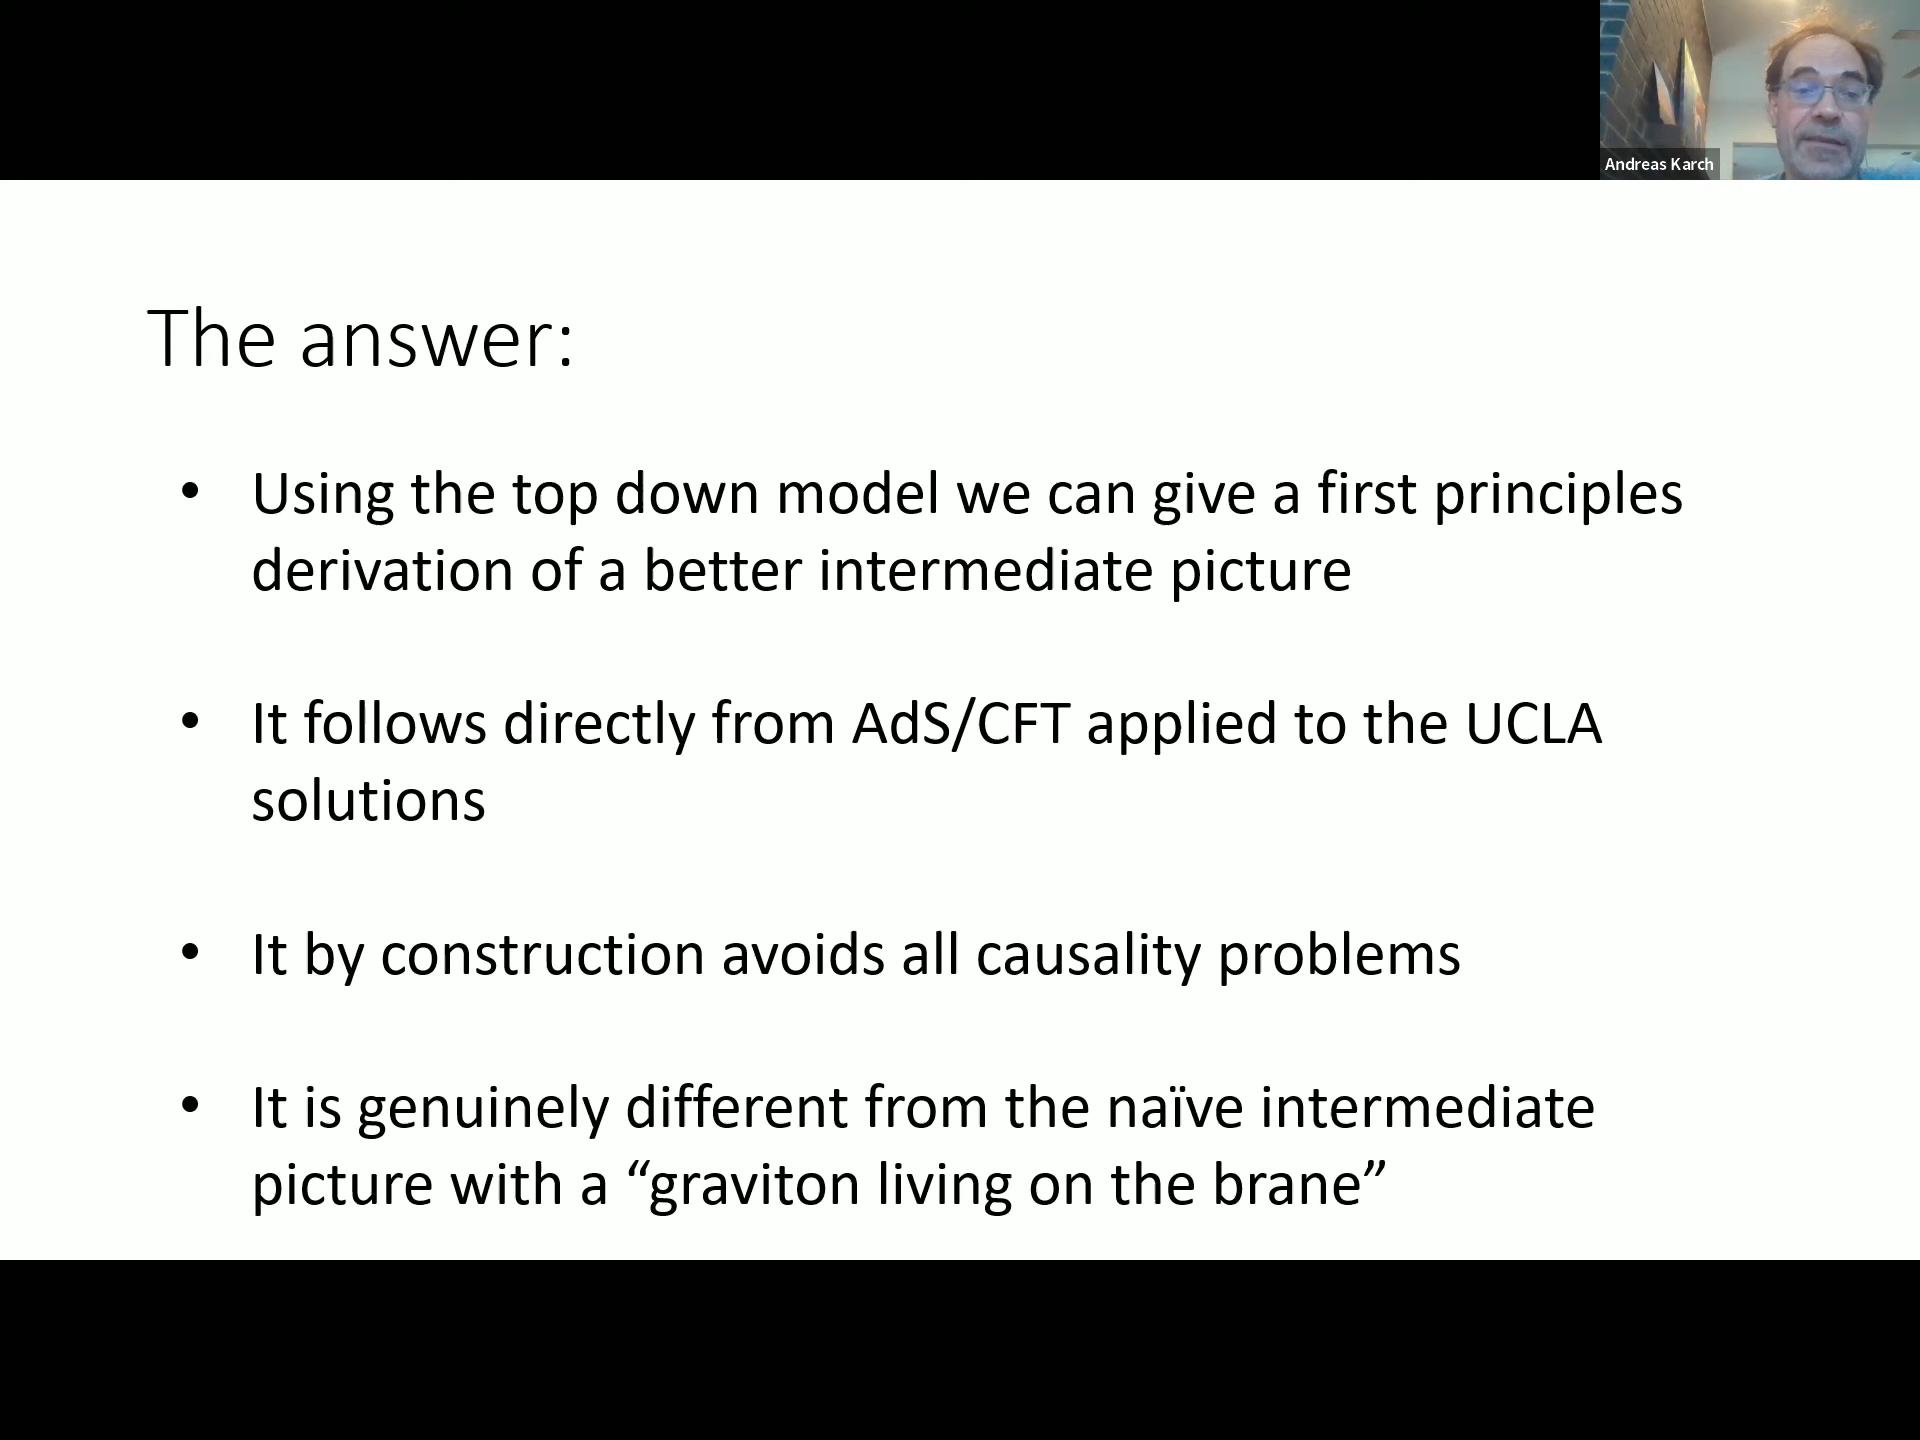 Andreas Karch
The answer:
• Using the top down model we can give a first principles
derivation of a better intermediate picture
• It follows directly from AdS/CFT applied to the UCLA
solutions
• It by construction avoids all causality problems
• It is genuinely different from the naïve intermediate
picture with a “graviton living on the brane”